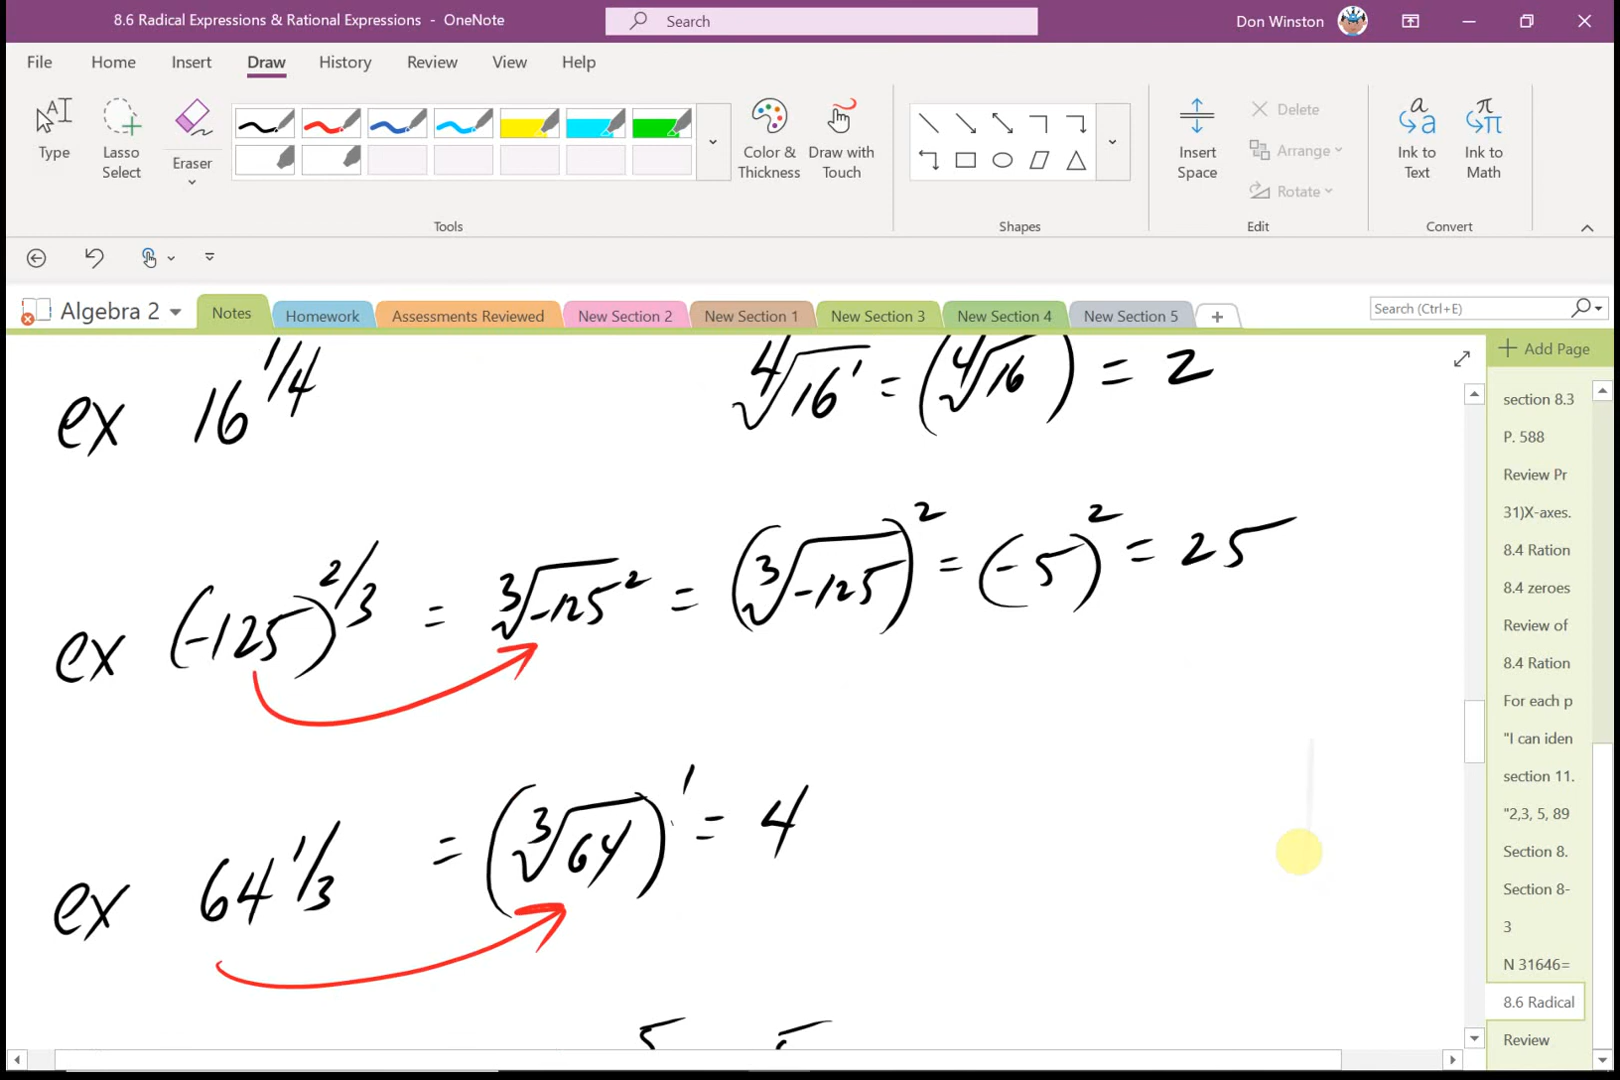 8.6 Radical Expressions & Rational Expressions - OneNote
Search
Don Winston
File Home Insert Draw History Review View Help
Type
Lasso Select
Eraser
Color & Thickness
Draw with Touch
Insert Space
Delete
Arrange
Rotate
Ink to Text
Ink to Math
Tools Shapes Edit Convert
Algebra 2
Notes Homework Assessments Reviewed New Section 2 New Section 1 New Section 3 New Section 4 New Section 5
Search (Ctrl+E)
Add Page
ex 16^1/4 ∜16¹ = (∜16) = 2
ex (-125)^2/3 = ∛-125² = (∛-125)² = (-5)² = 25
ex 64^1/3 = (∛64)¹ = 4
section 8.3
P. 588
Review Pr
31)X-axes.
8.4 Ration
8.4 zeroes
Review of
8.4 Ration
For each p
"I can iden
section 11.
"2,3, 5, 89
Section 8.
Section 8-
3
N 31646=
8.6 Radical
Review